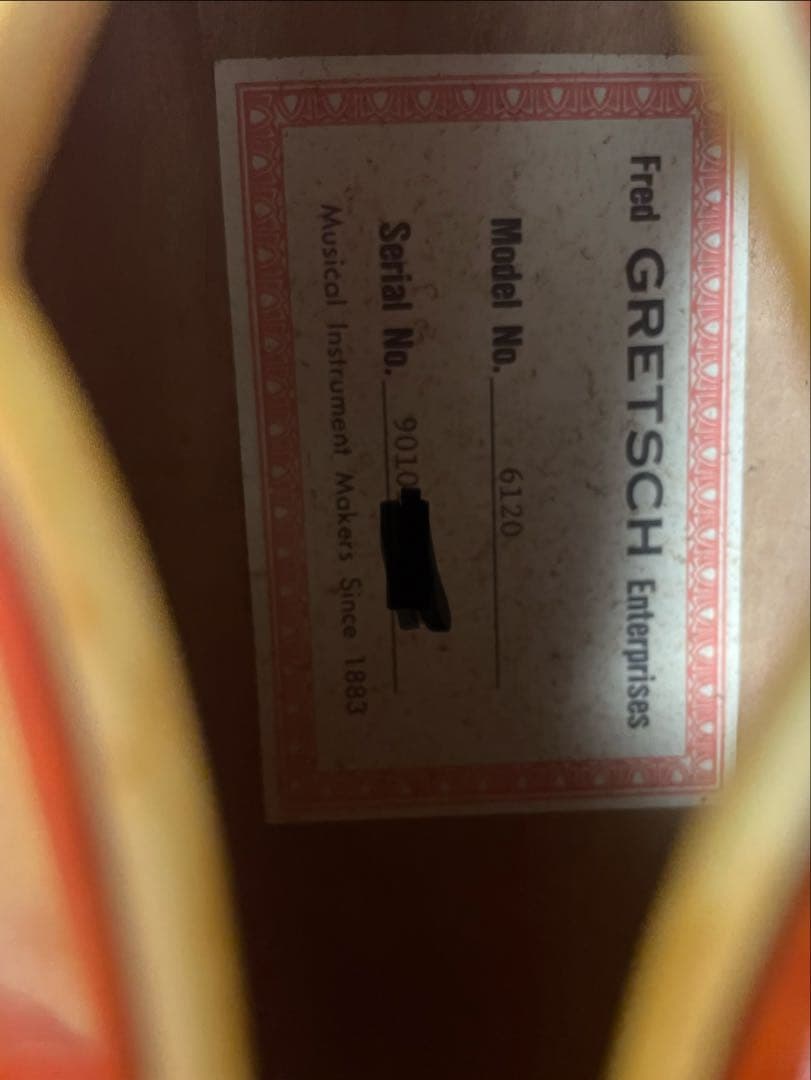 Fred GRETSCH Enterprises
Model No. 6120
Serial No. 9010
Musical Instrument Makers Since 1883